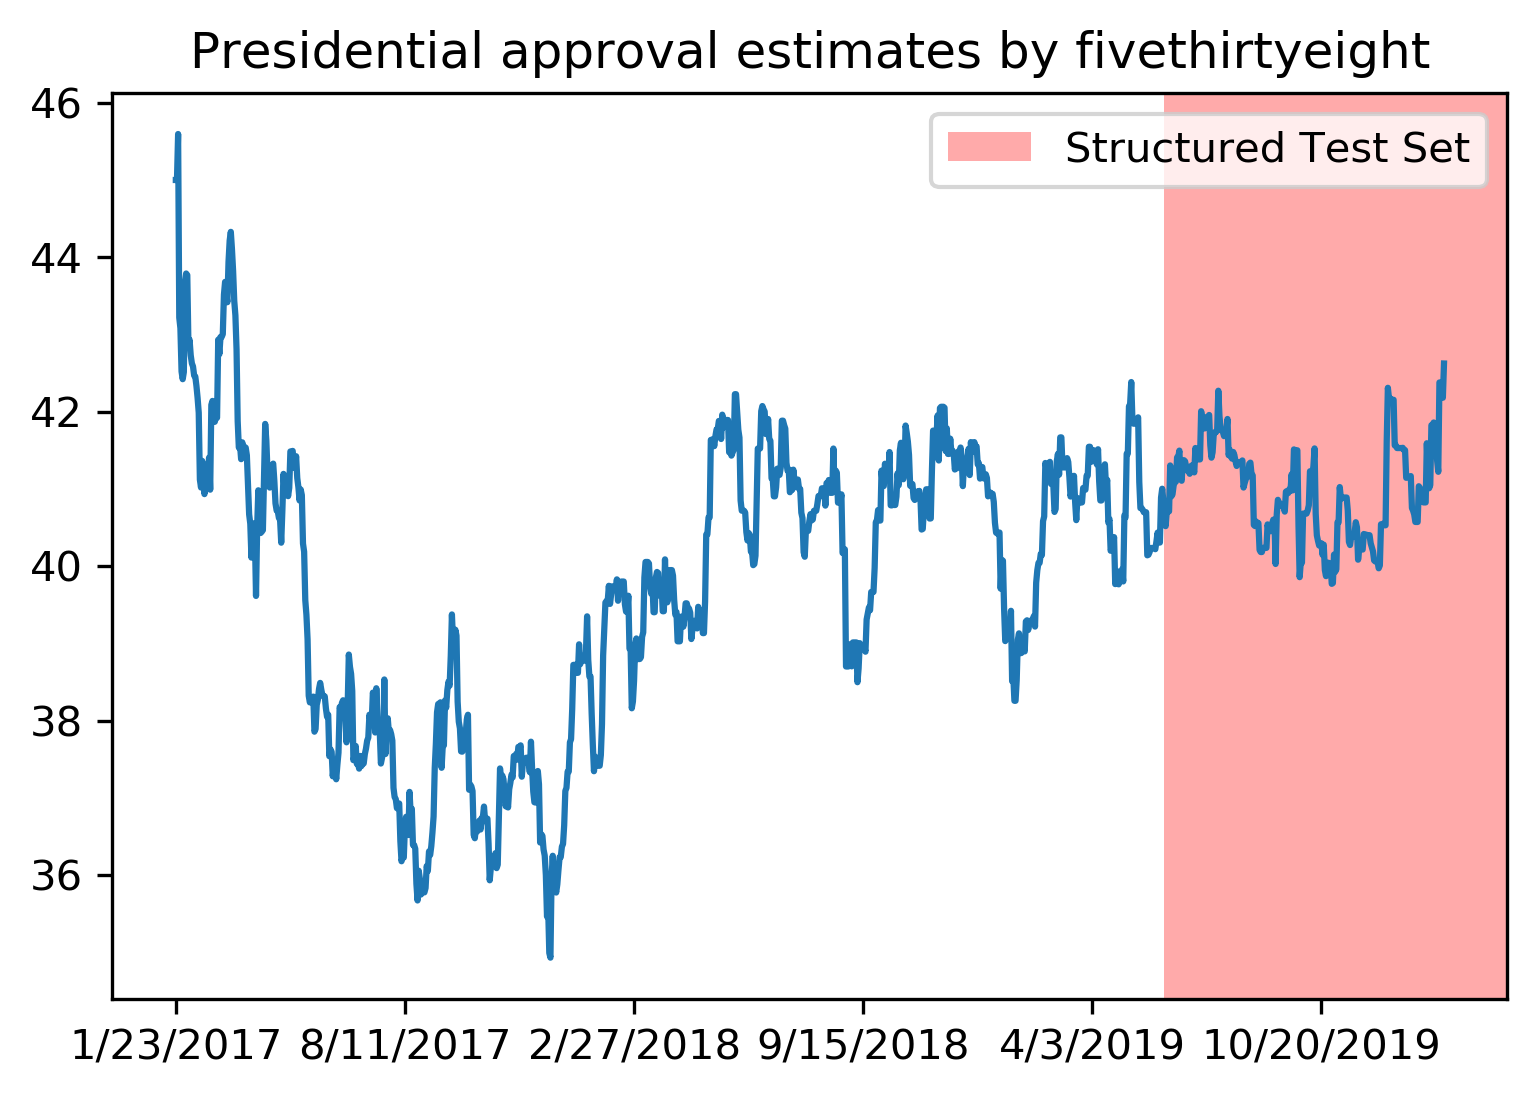 Presidential approval estimates by fivethirtyeight
Structured Test Set
46
44
42
40
38
36
1/23/2017 8/11/2017 2/27/2018 9/15/2018 4/3/2019 10/20/2019